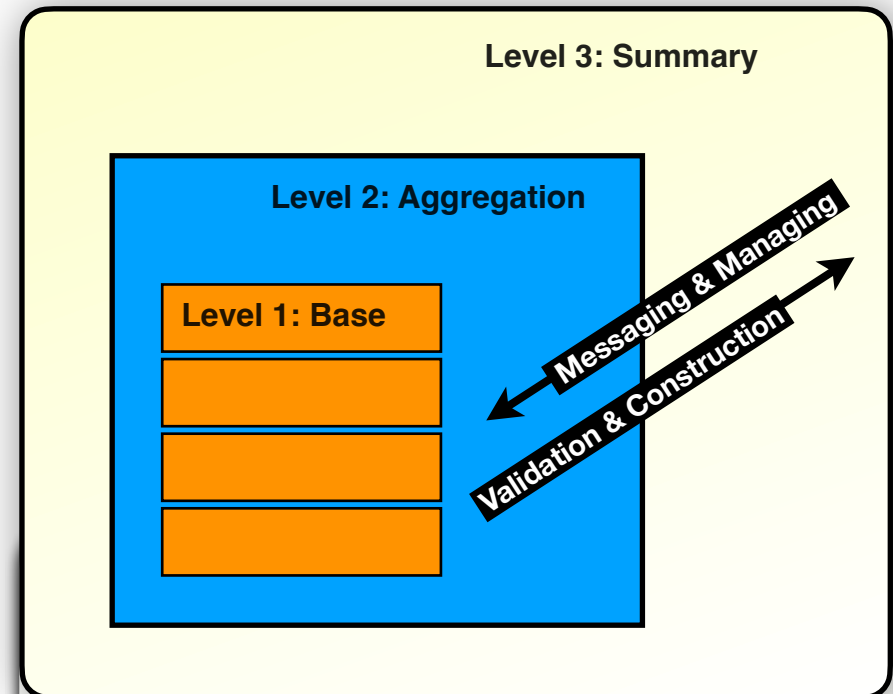 Level 3: Summary
Level 2: Aggregation
Level 1: Base
Messaging & Managing
Validation & Construction